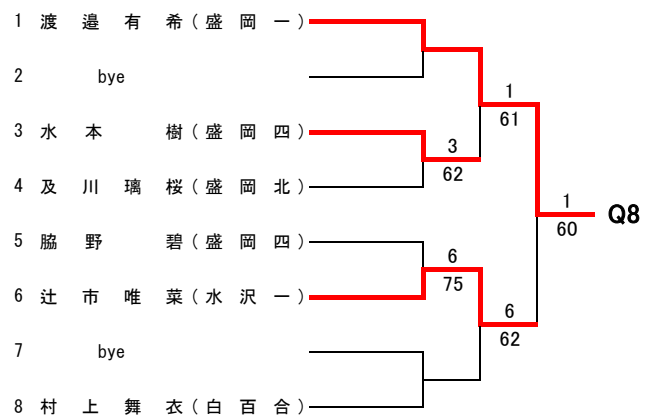 1 渡邉有希(盛岡一)
2 bye
3 水本樹(盛岡四)
4 及川璃桜(盛岡北)
5 脇野碧(盛岡四)
6 辻市唯菜(水沢一)
7 bye
8 村上舞衣(白百合)
3
62
6
75
1
61
6
62
1
60
Q8